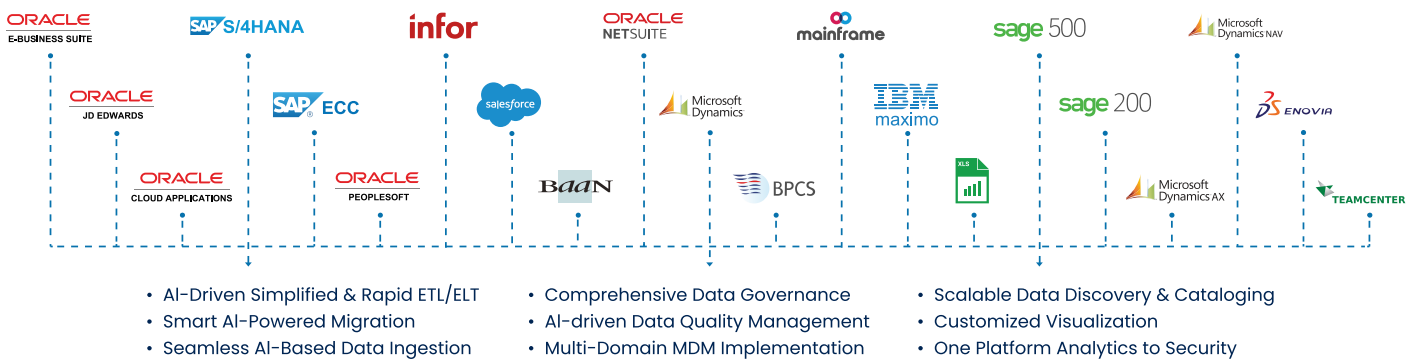 ORACLE
E-BUSINESS SUITE
SAP S/4HANA
infor
ORACLE
NETSUITE
mainframe
sage 500
Microsoft
Dynamics NAV
ORACLE
JD EDWARDS
SAP® ECC
salesforce
Microsoft
Dynamics
IBM
maximo
sage 200
ENOVIA
ORACLE
CLOUD APPLICATIONS
ORACLE
PEOPLESOFT
BaaN
BPCS
XLS
Microsoft
Dynamics AX
TEAMCENTER
• AI-Driven Simplified & Rapid ETL/ELT
• Smart AI-Powered Migration
• Seamless AI-Based Data Ingestion
• Comprehensive Data Governance
• AI-driven Data Quality Management
• Multi-Domain MDM Implementation
• Scalable Data Discovery & Cataloging
• Customized Visualization
• One Platform Analytics to Security